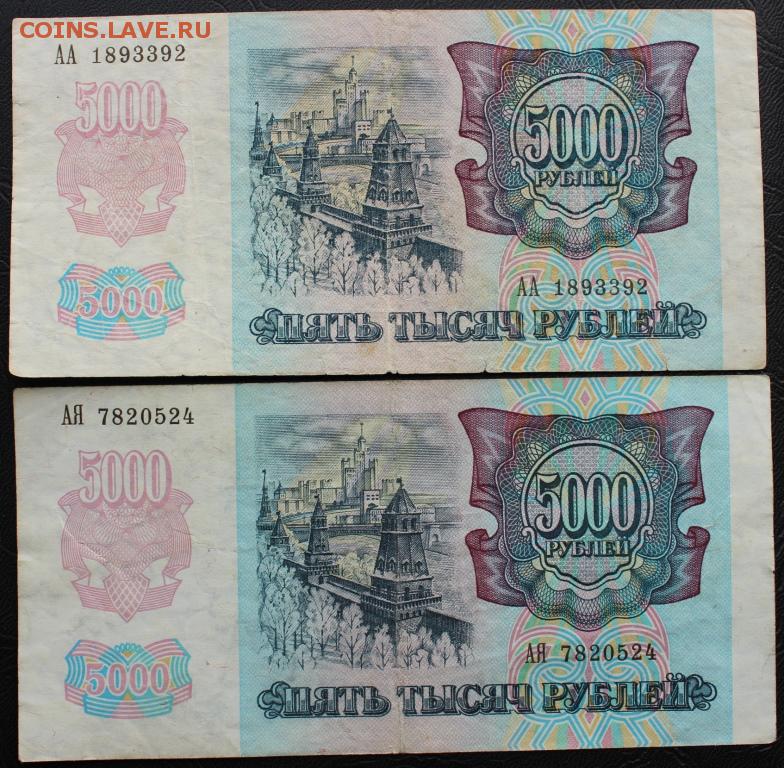 COINS.LAVE.RU
АА 1893392
5000
5000
РУБЛЕЙ
АА 1893392
5000
ПЯТЬ ТЫСЯЧ РУБЛЕЙ
АЯ 7820524
5000
5000
РУБЛЕЙ
АЯ 7820524
5000
ПЯТЬ ТЫСЯЧ РУБЛЕЙ